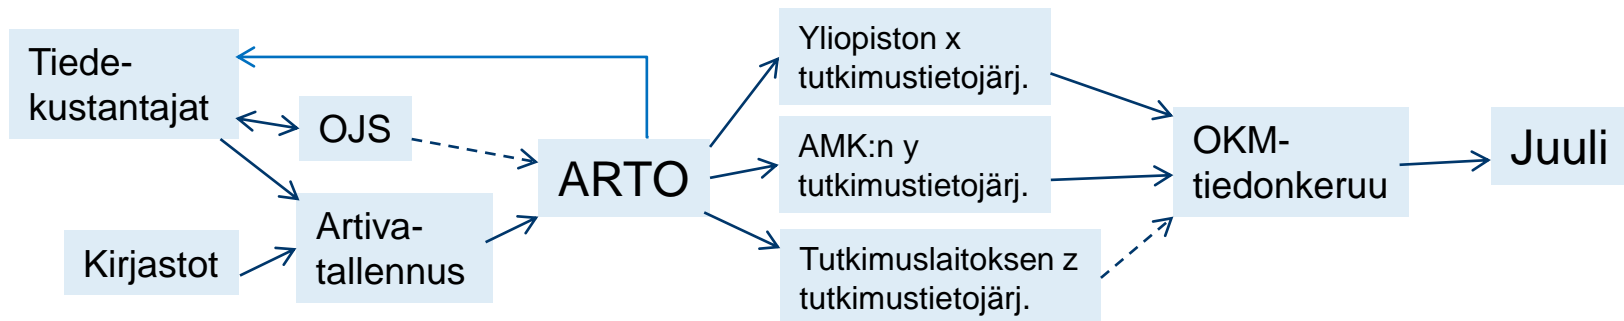 Tiede-
kustantajat
OJS
Kirjastot
Artiva-
tallennus
ARTO
Yliopiston x
tutkimustietojärj.
AMK:n y
tutkimustietojärj.
Tutkimuslaitoksen z
tutkimustietojärj.
OKM-
tiedonkeruu
Juuli